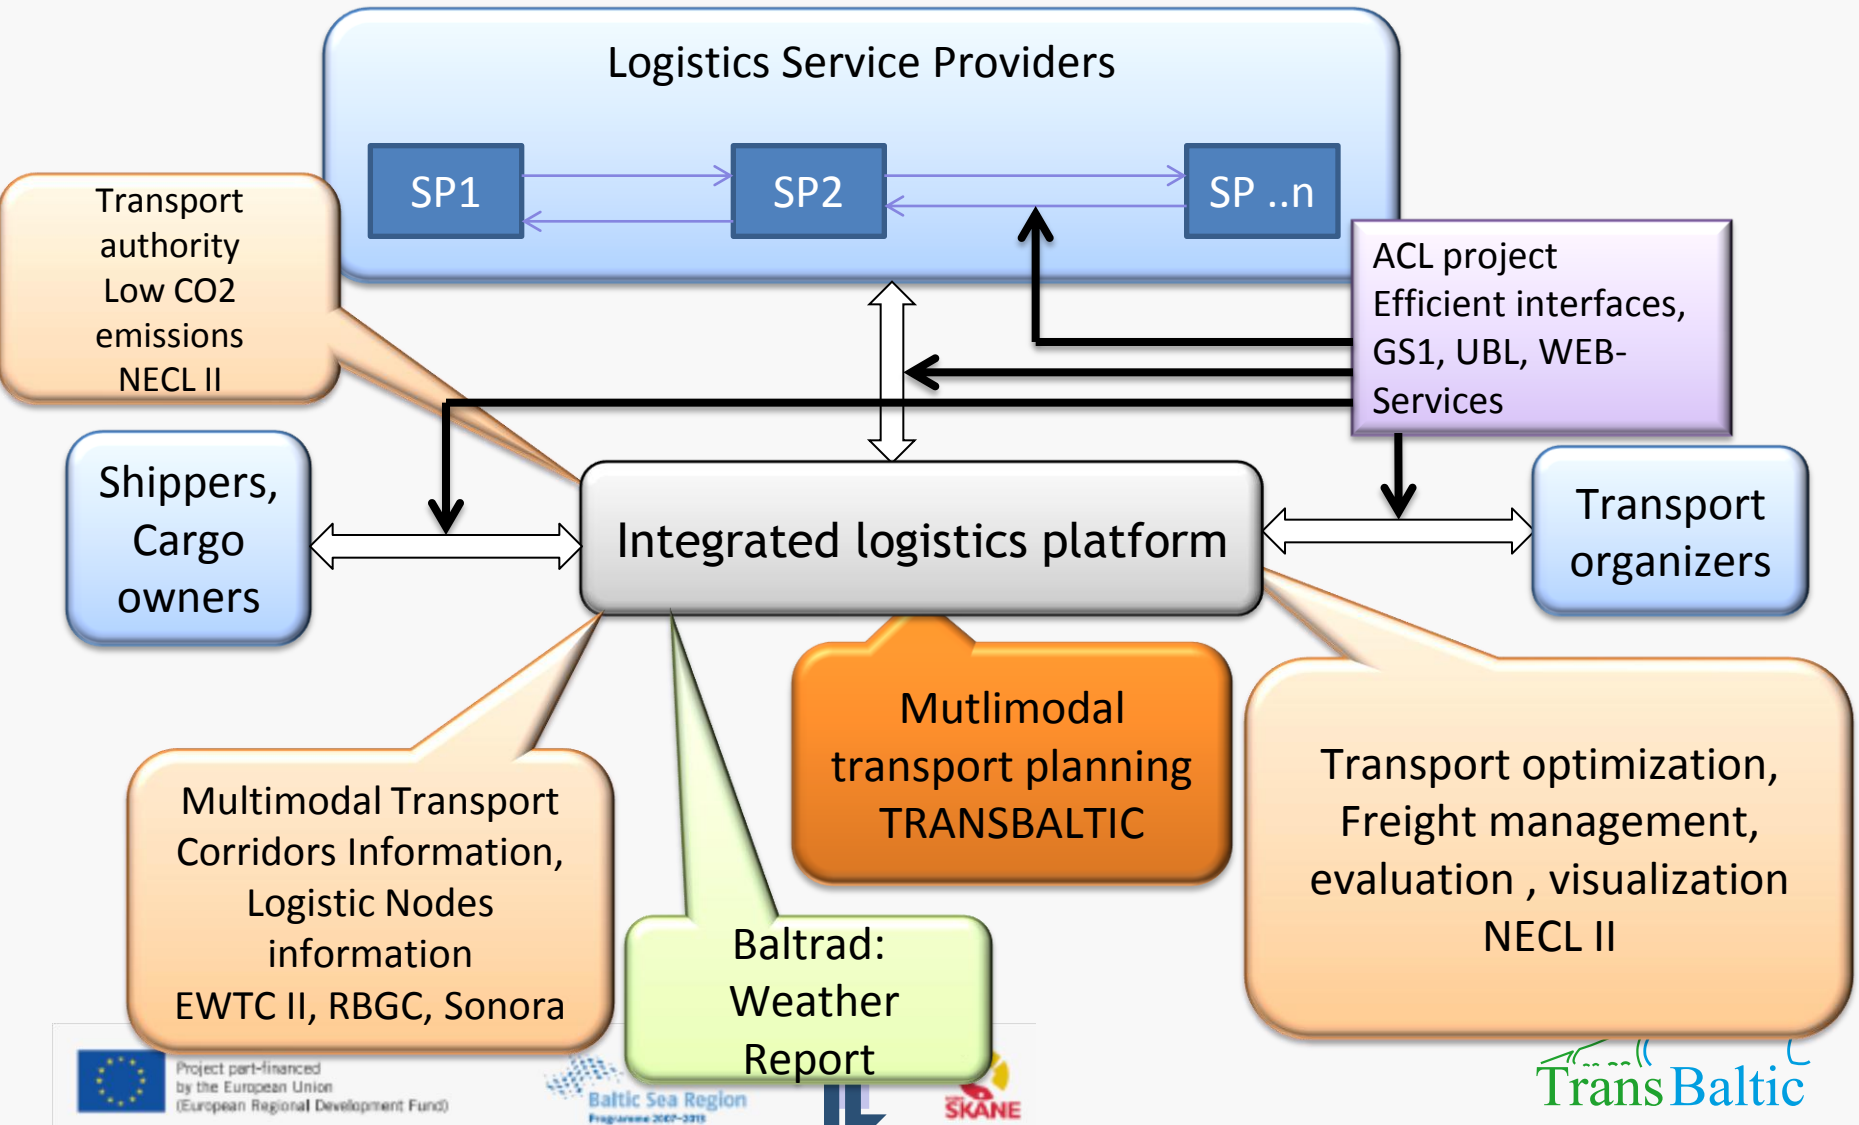 Logistics Service Providers
SP1
SP2
SP ..n
Transport
authority
Low CO2
emissions
NECL II
ACL project
Efficient interfaces,
GS1, UBL, WEB-
Services
Shippers,
Cargo
owners
Integrated logistics platform
Transport
organizers
Mutlimodal
transport planning
TRANSBALTIC
Transport optimization,
Freight management,
evaluation , visualization
NECL II
Multimodal Transport
Corridors Information,
Logistic Nodes
information
EWTC II, RBGC, Sonora
Baltrad:
Weather
Report
Project part-financed
by the European Union
(European Regional Development Fund)
Baltic Sea Region
Programme 2007-2013
SKÅNE
TransBaltic